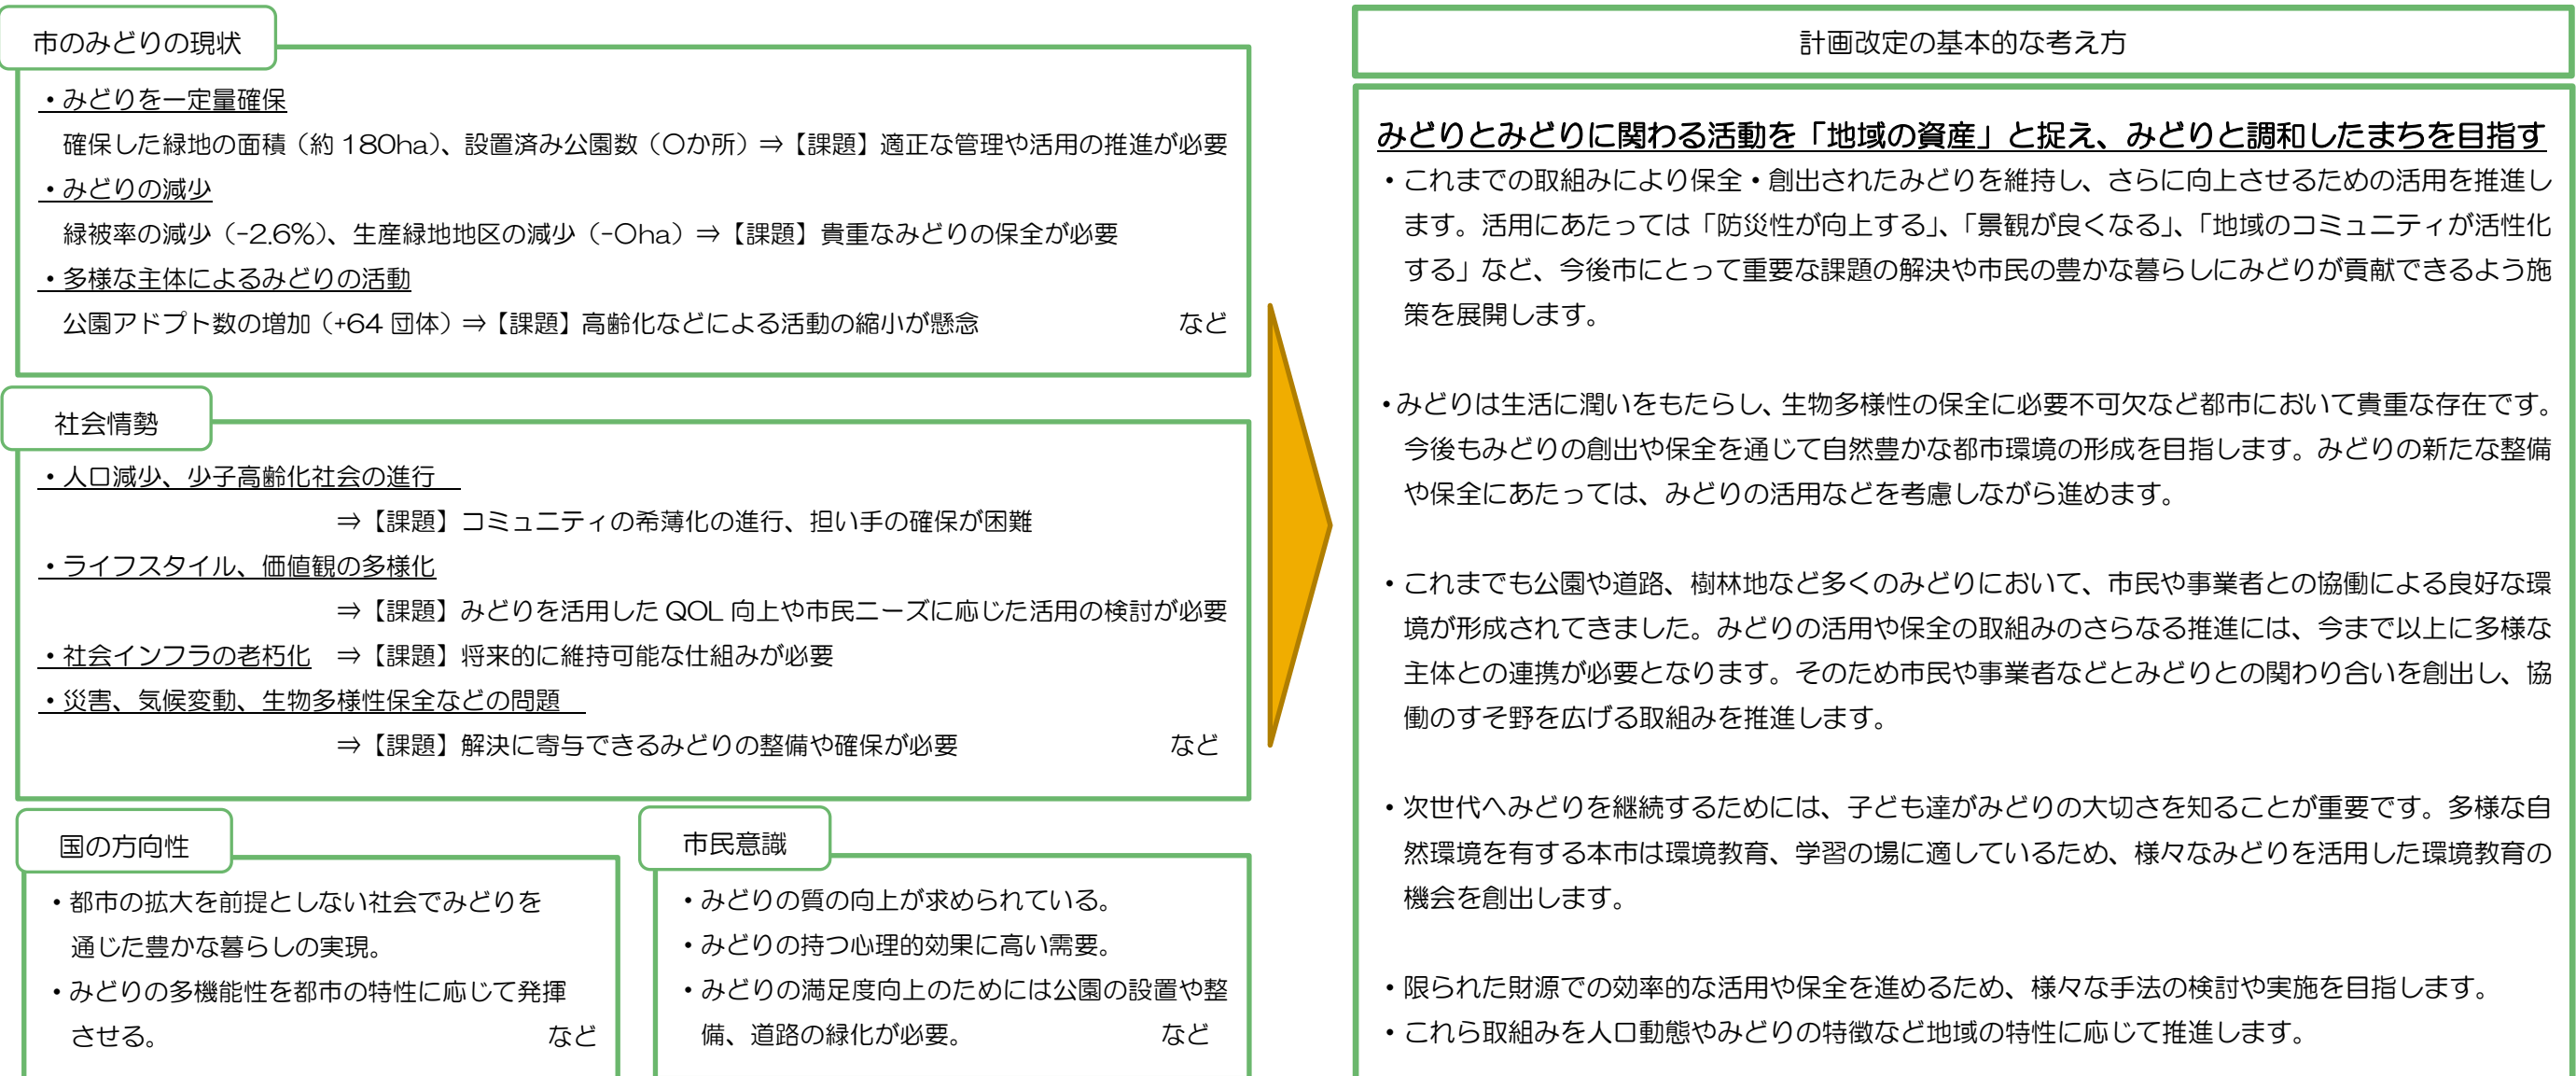 市のみどりの現状
・みどりを一定量確保
確保した緑地の面積（約180ha）、設置済み公園数（〇か所）⇒【課題】適正な管理や活用の推進が必要
・みどりの減少
緑被率の減少（-2.6%）、生産緑地地区の減少（-〇ha）⇒【課題】貴重なみどりの保全が必要
・多様な主体によるみどりの活動
公園アドプト数の増加（+64団体）⇒【課題】高齢化などによる活動の縮小が懸念 など
社会情勢
・人口減少、少子高齢化社会の進行
⇒【課題】コミュニティの希薄化の進行、担い手の確保が困難
・ライフスタイル、価値観の多様化
⇒【課題】みどりを活用したQOL向上や市民ニーズに応じた活用の検討が必要
・社会インフラの老朽化 ⇒【課題】将来的に維持可能な仕組みが必要
・災害、気候変動、生物多様性保全などの問題
⇒【課題】解決に寄与できるみどりの整備や確保が必要 など
国の方向性
・都市の拡大を前提としない社会でみどりを
通じた豊かな暮らしの実現。
・みどりの多機能性を都市の特性に応じて発揮
させる。 など
市民意識
・みどりの質の向上が求められている。
・みどりの持つ心理的効果に高い需要。
・みどりの満足度向上のためには公園の設置や整
備、道路の緑化が必要。 など
計画改定の基本的な考え方
みどりとみどりに関わる活動を「地域の資産」と捉え、みどりと調和したまちを目指す
・これまでの取組みにより保全・創出されたみどりを維持し、さらに向上させるための活用を推進し
ます。活用にあたっては「防災性が向上する」、「景観が良くなる」、「地域のコミュニティが活性化
する」など、今後市にとって重要な課題の解決や市民の豊かな暮らしにみどりが貢献できるよう施
策を展開します。
・みどりは生活に潤いをもたらし、生物多様性の保全に必要不可欠など都市において貴重な存在です。
今後もみどりの創出や保全を通じて自然豊かな都市環境の形成を目指します。みどりの新たな整備
や保全にあたっては、みどりの活用などを考慮しながら進めます。
・これまでも公園や道路、樹林地など多くのみどりにおいて、市民や事業者との協働による良好な環
境が形成されてきました。みどりの活用や保全の取組みのさらなる推進には、今まで以上に多様な
主体との連携が必要となります。そのため市民や事業者などとみどりとの関わり合いを創出し、協
働のすそ野を広げる取組みを推進します。
・次世代へみどりを継続するためには、子ども達がみどりの大切さを知ることが重要です。多様な自
然環境を有する本市は環境教育、学習の場に適しているため、様々なみどりを活用した環境教育の
機会を創出します。
・限られた財源での効率的な活用や保全を進めるため、様々な手法の検討や実施を目指します。
・これら取組みを人口動態やみどりの特徴など地域の特性に応じて推進します。